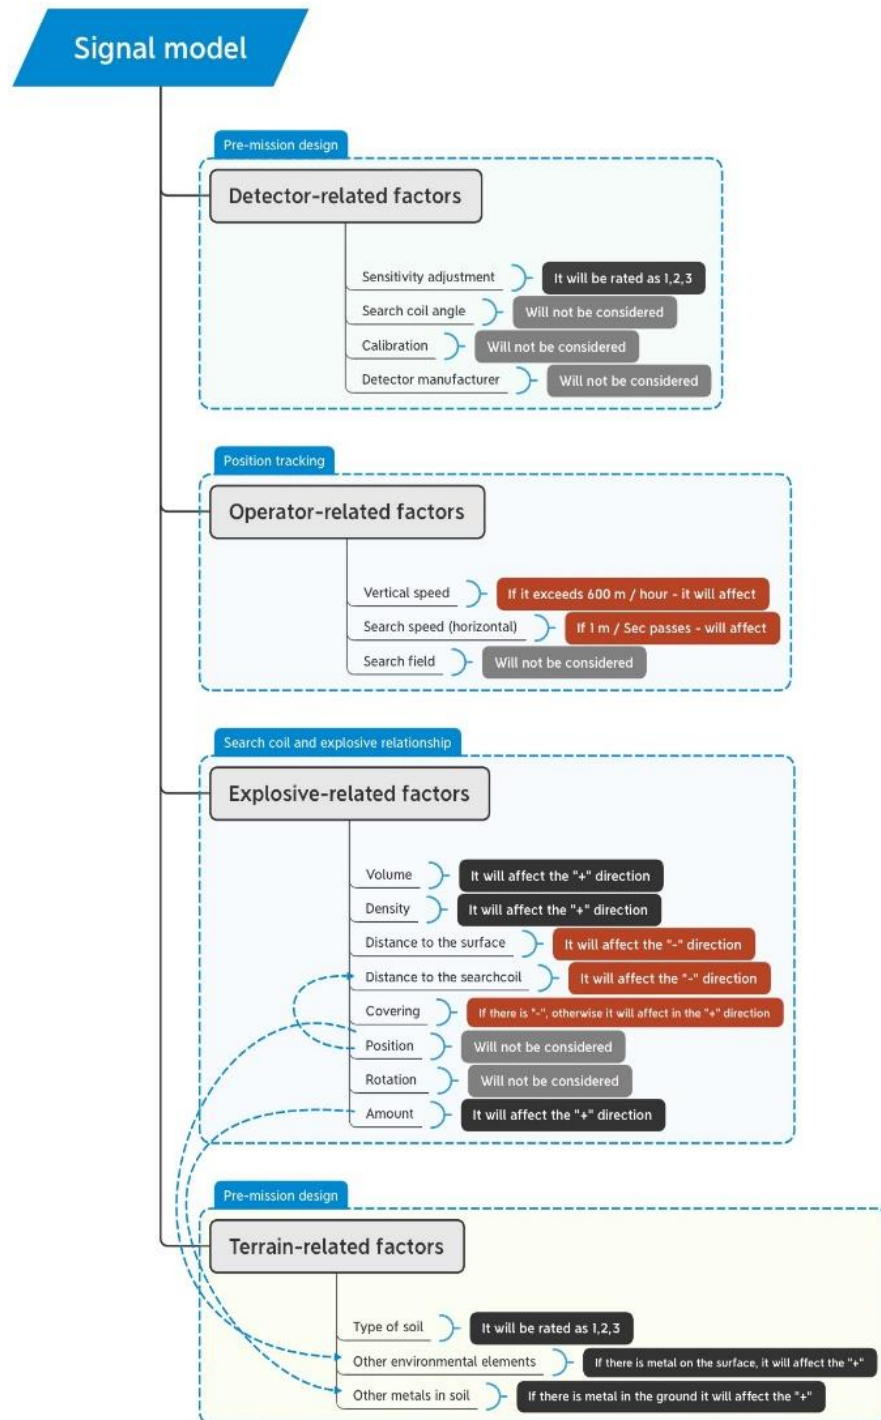 Signal model
Pre-mission design
Detector-related factors
Sensitivity adjustment
It will be rated as 1,2,3
Search coil angle
Will not be considered
Calibration
Will not be considered
Detector manufacturer
Will not be considered
Position tracking
Operator-related factors
Vertical speed
If it exceeds 600 m / hour - it will affect
Search speed (horizontal)
If 1 m / Sec passes - will affect
Search field
Will not be considered
Search coil and explosive relationship
Explosive-related factors
Volume
It will affect the "+" direction
Density
It will affect the "+" direction
Distance to the surface
It will affect the "-" direction
Distance to the searchcoil
It will affect the "-" direction
Covering
If there is "-", otherwise it will affect in the "+" direction
Position
Will not be considered
Rotation
Will not be considered
Amount
It will affect the "+" direction
Pre-mission design
Terrain-related factors
Type of soil
It will be rated as 1,2,3
Other environmental elements
If there is metal on the surface, it will affect the "+"
Other metals in soil
If there is metal in the ground it will affect the "+"